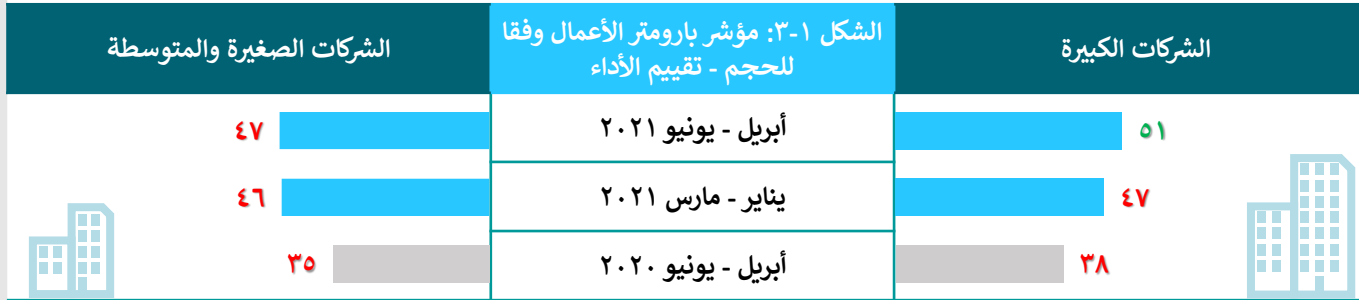 الشركات الكبيرة
الشكل ١-٣: مؤشر بارومتر الأعمال وفقا
للحجم - تقييم الأداء
الشركات الصغيرة والمتوسطة
٥١
أبريل - يونيو ٢٠٢١
٤٧
٤٧
يناير - مارس ٢٠٢١
٤٦
٣٨
أبريل - يونيو ٢٠٢٠
٣٥